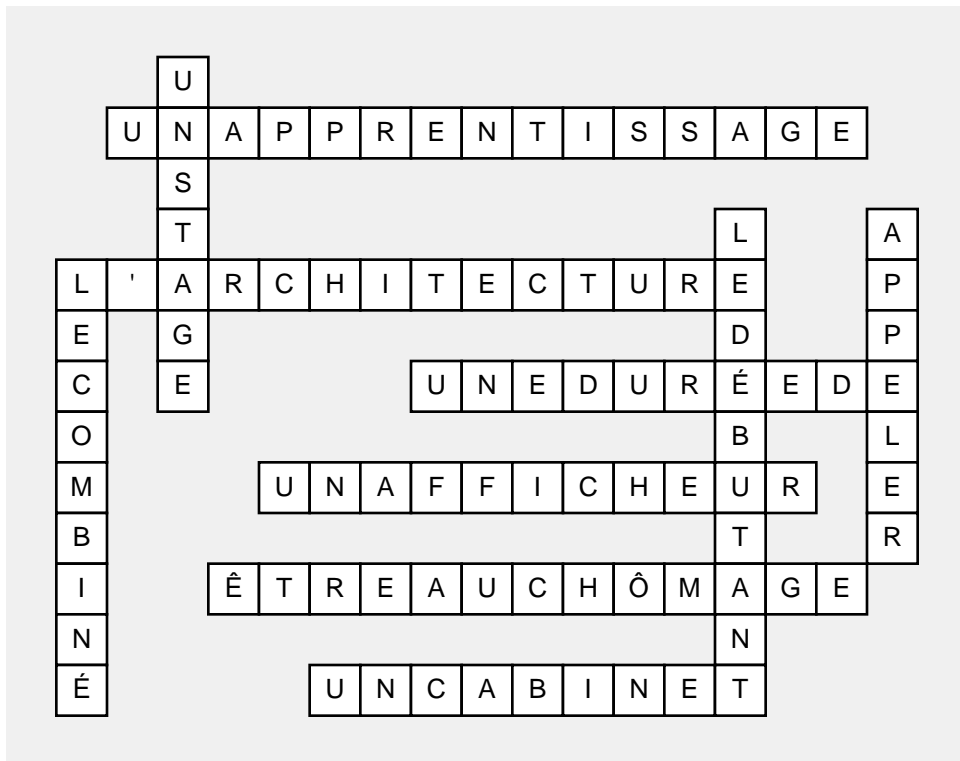 UNSTAGE
UNAPPRENTISSAGE
LEDÉBUTANT
APPELER
L'ARCHITECTURE
LECOMBINÉ
UNEDURÉEDE
UNAFFICHEUR
ÊTREAUCHÔMAGE
UNCABINET